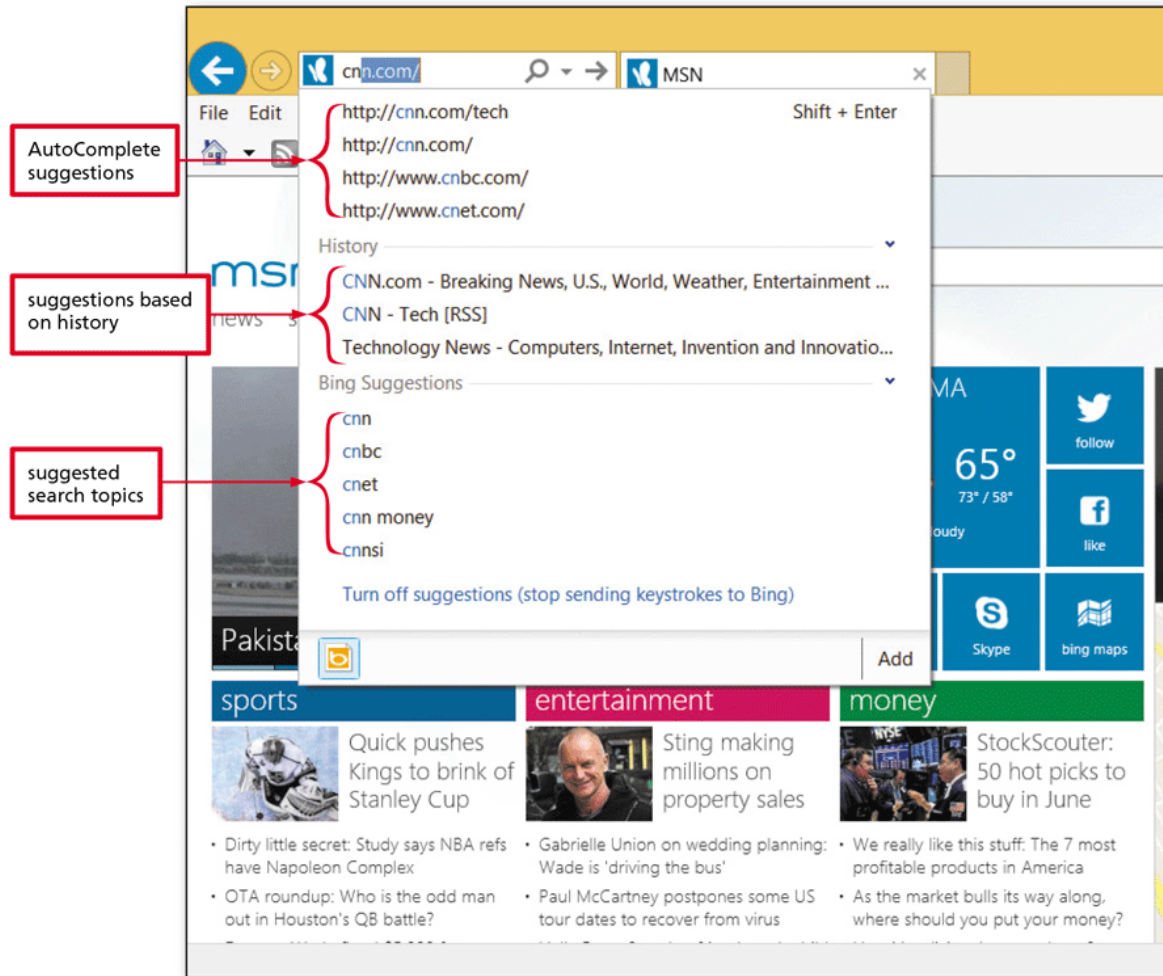 cnn.com/
MSN
File Edit
AutoComplete
suggestions
http://cnn.com/tech Shift + Enter
http://cnn.com/
http://www.cnbc.com/
http://www.cnet.com/
History
suggestions based
on history
CNN.com - Breaking News, U.S., World, Weather, Entertainment ...
CNN - Tech [RSS]
Technology News - Computers, Internet, Invention and Innovatio...
msn
news s
Bing Suggestions
suggested
search topics
cnn
cnbc
cnet
cnn money
cnnsi
Turn off suggestions (stop sending keystrokes to Bing)
Add
MA
65°
73° / 58°
oudy
follow
like
Skype
bing maps
Pakista
sports
Quick pushes
Kings to brink of
Stanley Cup
• Dirty little secret: Study says NBA refs
have Napoleon Complex
• OTA roundup: Who is the odd man
out in Houston's QB battle?
entertainment
Sting making
millions on
property sales
• Gabrielle Union on wedding planning:
Wade is 'driving the bus'
• Paul McCartney postpones some US
tour dates to recover from virus
money
NYSE
StockScouter:
50 hot picks to
buy in June
• We really like this stuff: The 7 most
profitable products in America
• As the market bulls its way along,
where should you put your money?